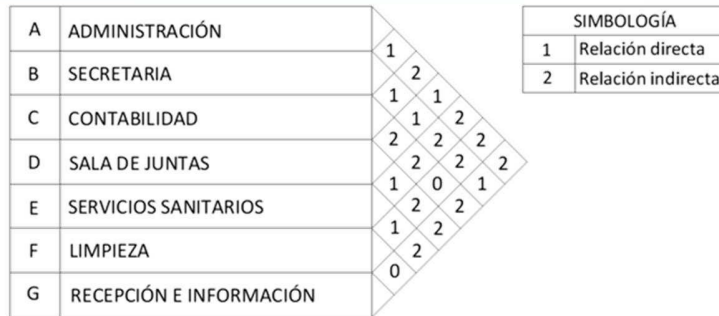 A ADMINISTRACIÓN
B SECRETARIA
C CONTABILIDAD
D SALA DE JUNTAS
E SERVICIOS SANITARIOS
F LIMPIEZA
G RECEPCIÓN E INFORMACIÓN
1
2
1 1
1 2
2 2 2
2 2 2
1 0 1
2 2
1 2
2
0
SIMBOLOGÍA
1 Relación directa
2 Relación indirecta